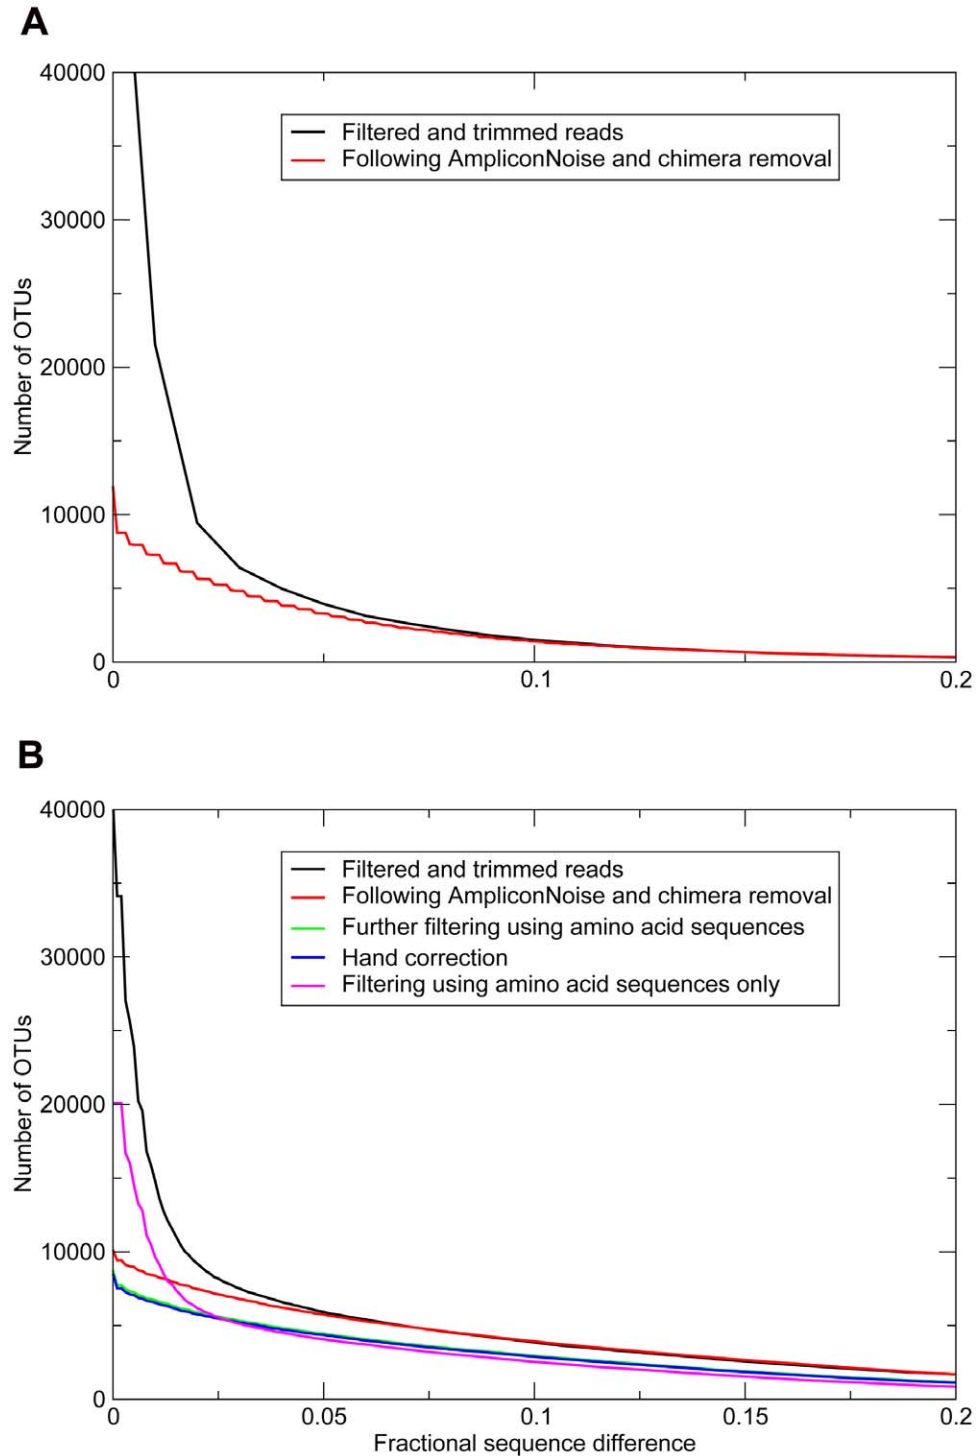 A
40000
Filtered and trimmed reads
Following AmpliconNoise and chimera removal
30000
Number of OTUs
20000
10000
0
0 0.1 0.2
B
40000
Filtered and trimmed reads
Following AmpliconNoise and chimera removal
Further filtering using amino acid sequences
Hand correction
Filtering using amino acid sequences only
30000
Number of OTUs
20000
10000
0
0 0.05 0.1 0.15 0.2
Fractional sequence difference